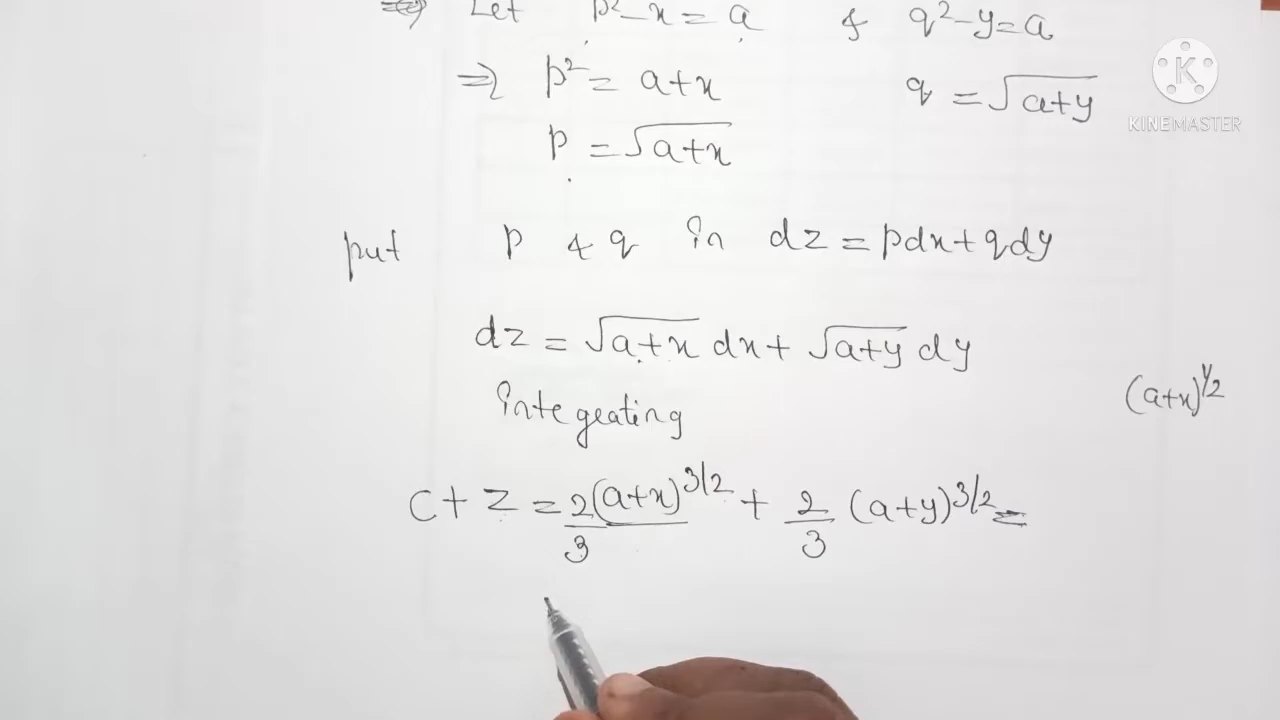 ⇒ Let p²-x = a & q²-y=a
⇒ p² = a+x q = √a+y
p = √a+x
KINEMASTER
put p & q in dz = pdx+qdy
dz = √a+x dx + √a+y dy
integeating
(a+x)^1/2
C+ z = 2(a+x)^3/2/3 + 2/3 (a+y)^3/2 =